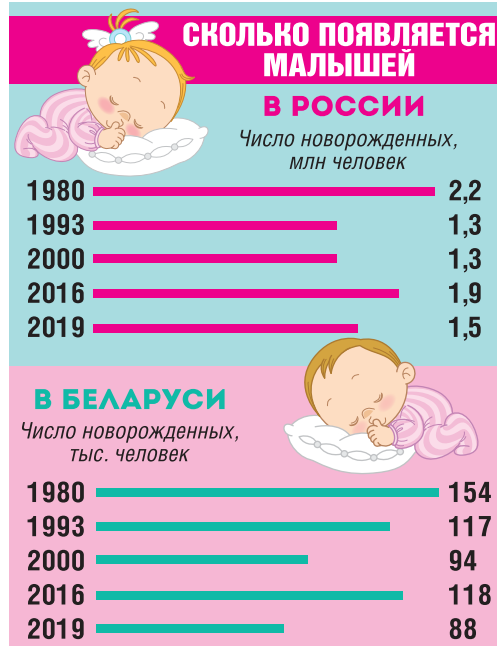 СКОЛЬКО ПОЯВЛЯЕТСЯ
МАЛЫШЕЙ
В РОССИИ
Число новорожденных,
млн человек
1980 2,2
1993 1,3
2000 1,3
2016 1,9
2019 1,5
В БЕЛАРУСИ
Число новорожденных,
тыс. человек
1980 154
1993 117
2000 94
2016 118
2019 88